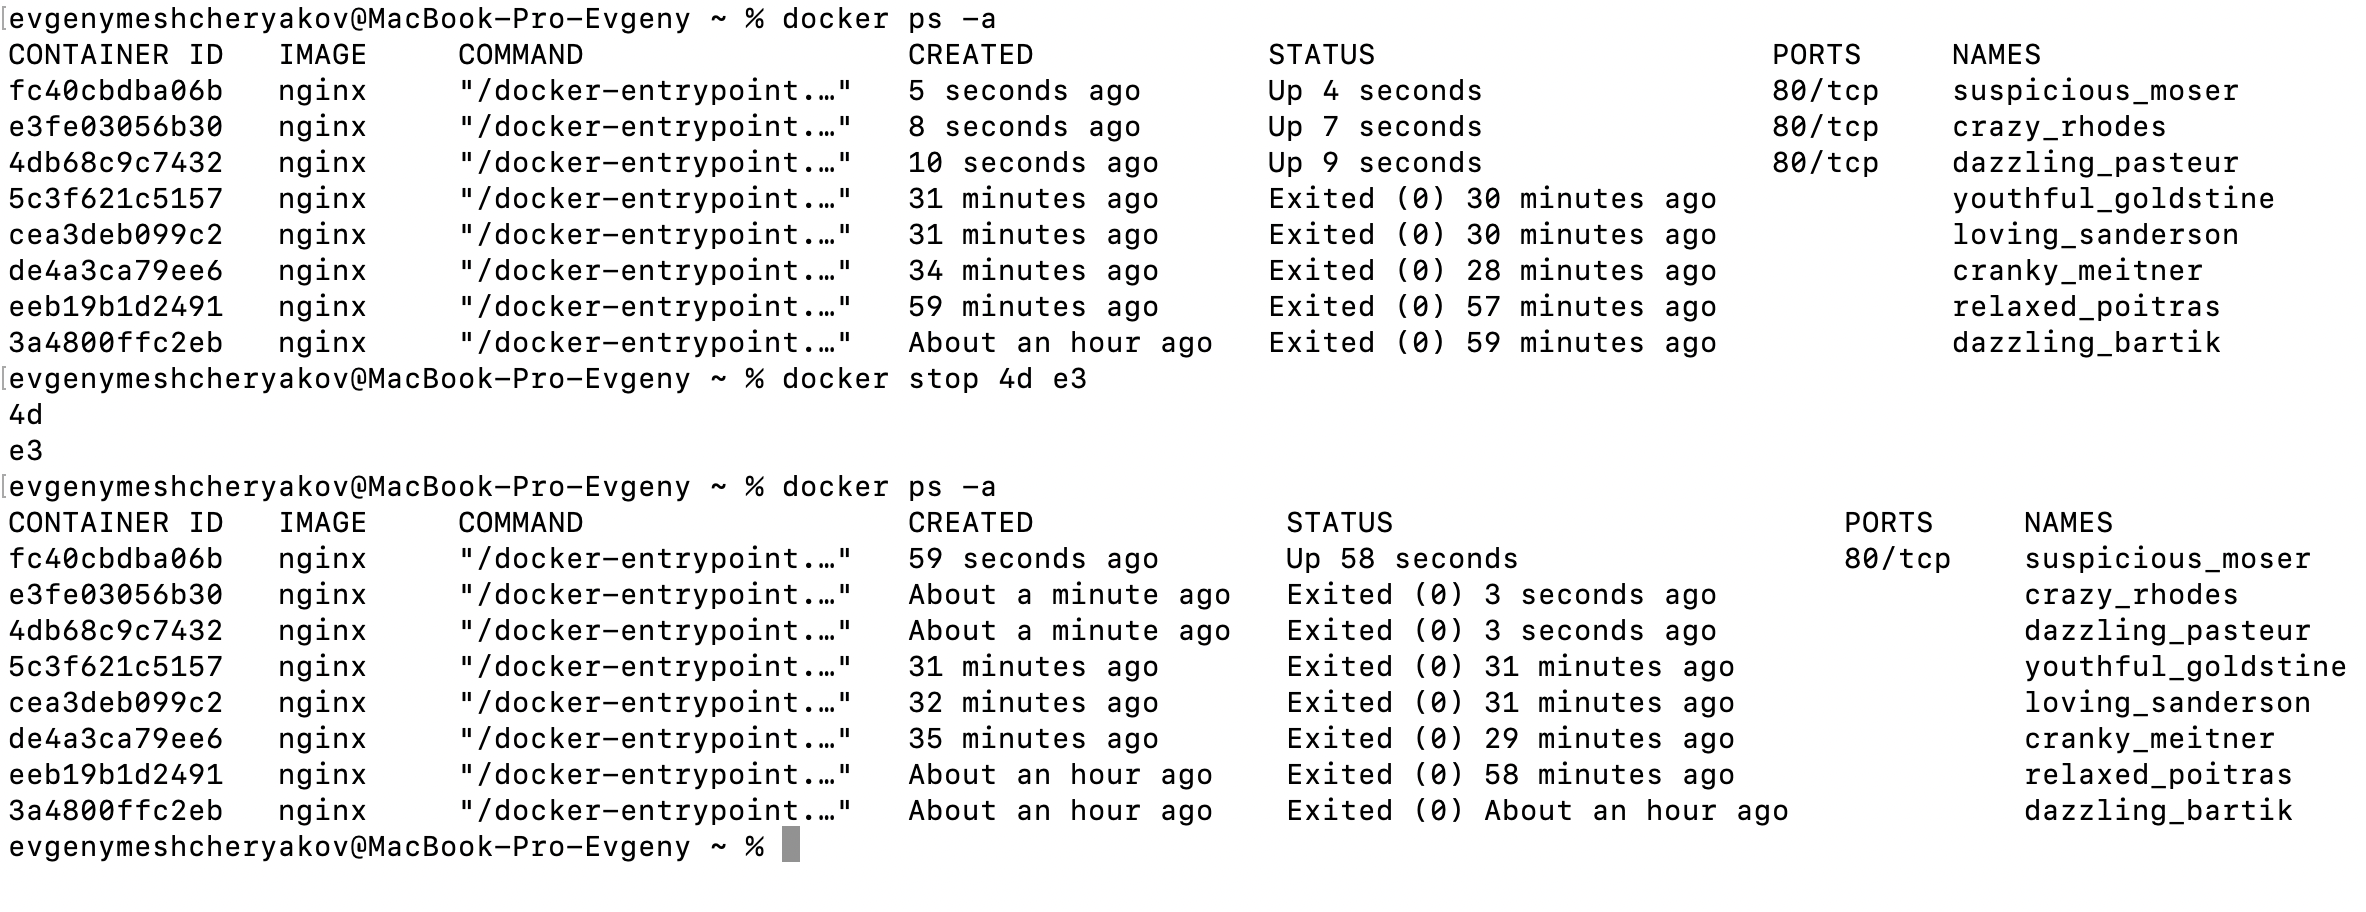 evgenymeshcheryakov@MacBook-Pro-Evgeny ~ % docker ps -a
CONTAINER ID   IMAGE     COMMAND                  CREATED             STATUS                      PORTS     NAMES
fc40cbdba06b   nginx     "/docker-entrypoint.…"   5 seconds ago       Up 4 seconds                80/tcp    suspicious_moser
e3fe03056b30   nginx     "/docker-entrypoint.…"   8 seconds ago       Up 7 seconds                80/tcp    crazy_rhodes
4db68c9c7432   nginx     "/docker-entrypoint.…"   10 seconds ago      Up 9 seconds                80/tcp    dazzling_pasteur
5c3f621c5157   nginx     "/docker-entrypoint.…"   31 minutes ago      Exited (0) 30 minutes ago             youthful_goldstine
cea3deb099c2   nginx     "/docker-entrypoint.…"   31 minutes ago      Exited (0) 30 minutes ago             loving_sanderson
de4a3ca79ee6   nginx     "/docker-entrypoint.…"   34 minutes ago      Exited (0) 28 minutes ago             cranky_meitner
eeb19b1d2491   nginx     "/docker-entrypoint.…"   59 minutes ago      Exited (0) 57 minutes ago             relaxed_poitras
3a4800ffc2eb   nginx     "/docker-entrypoint.…"   About an hour ago   Exited (0) 59 minutes ago             dazzling_bartik
evgenymeshcheryakov@MacBook-Pro-Evgeny ~ % docker stop 4d e3
4d
e3
evgenymeshcheryakov@MacBook-Pro-Evgeny ~ % docker ps -a
CONTAINER ID   IMAGE     COMMAND                  CREATED              STATUS                         PORTS     NAMES
fc40cbdba06b   nginx     "/docker-entrypoint.…"   59 seconds ago       Up 58 seconds                  80/tcp    suspicious_moser
e3fe03056b30   nginx     "/docker-entrypoint.…"   About a minute ago   Exited (0) 3 seconds ago                 crazy_rhodes
4db68c9c7432   nginx     "/docker-entrypoint.…"   About a minute ago   Exited (0) 3 seconds ago                 dazzling_pasteur
5c3f621c5157   nginx     "/docker-entrypoint.…"   31 minutes ago       Exited (0) 31 minutes ago                youthful_goldstine
cea3deb099c2   nginx     "/docker-entrypoint.…"   32 minutes ago       Exited (0) 31 minutes ago                loving_sanderson
de4a3ca79ee6   nginx     "/docker-entrypoint.…"   35 minutes ago       Exited (0) 29 minutes ago                cranky_meitner
eeb19b1d2491   nginx     "/docker-entrypoint.…"   About an hour ago    Exited (0) 58 minutes ago                relaxed_poitras
3a4800ffc2eb   nginx     "/docker-entrypoint.…"   About an hour ago    Exited (0) About an hour ago             dazzling_bartik
evgenymeshcheryakov@MacBook-Pro-Evgeny ~ %